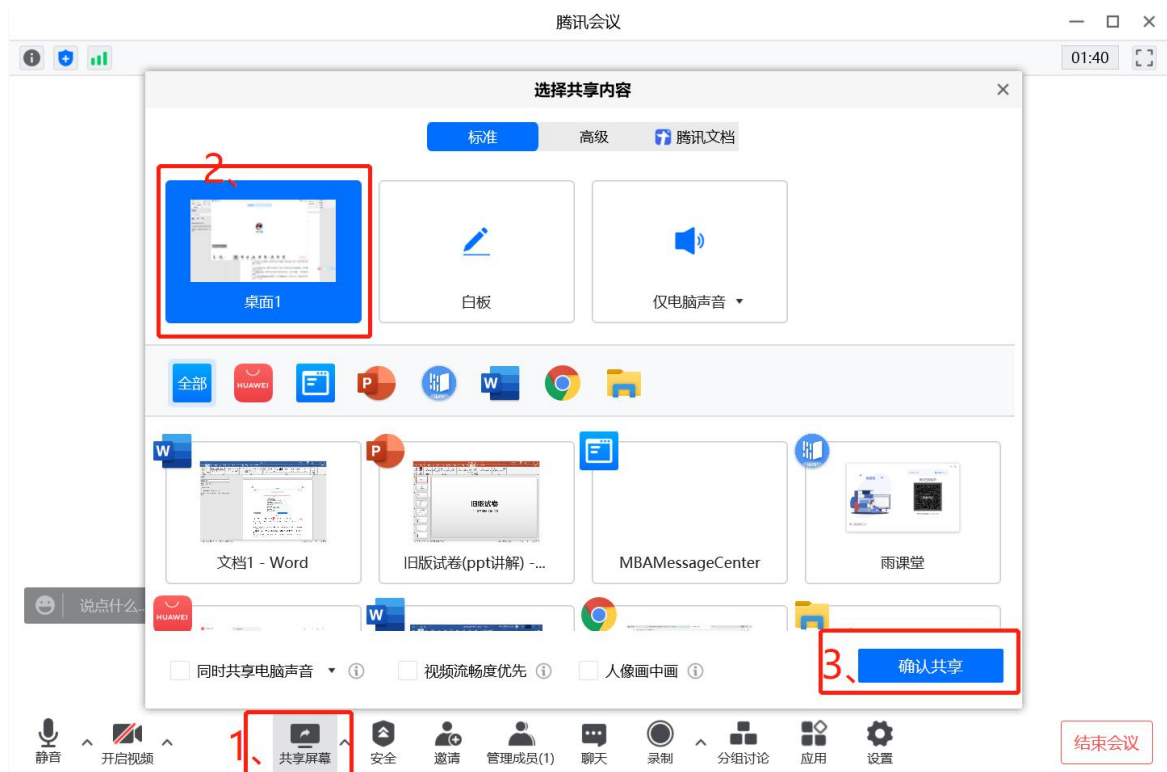 腾讯会议
01:40
选择共享内容
标准 高级 腾讯文档
2、
桌面1 白板 仅电脑声音
全部 HUAWEI P W
W P
旧版试卷
文档1 - Word 旧版试卷(ppt讲解) -... MBAMessageCenter 雨课堂
说点什么...
HUAWEI W
同时共享电脑声音 视频流畅度优先 人像画中画 3、 确认共享
1、
静音 开启视频 共享屏幕 安全 邀请 管理成员(1) 聊天 录制 分组讨论 应用 设置 结束会议